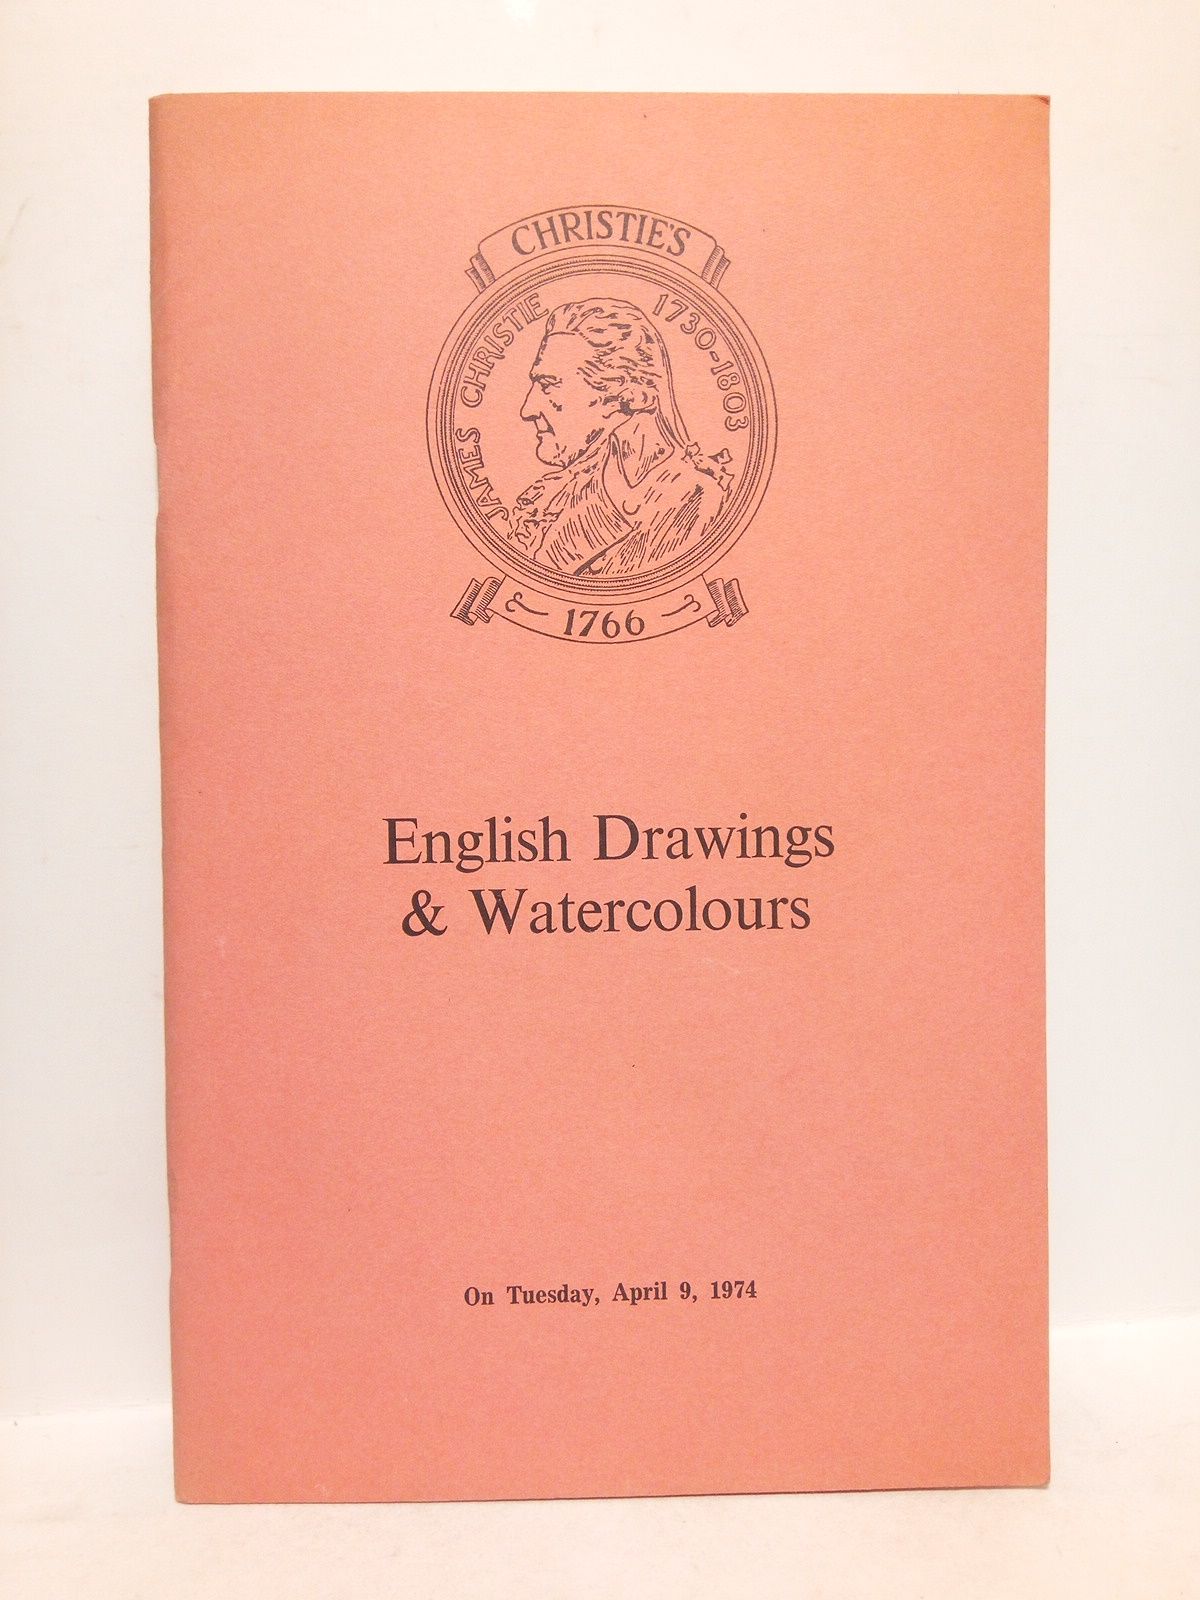 CHRISTIE'S
JAMES CHRISTIE 1730-1803
1766
English Drawings
& Watercolours
On Tuesday, April 9, 1974